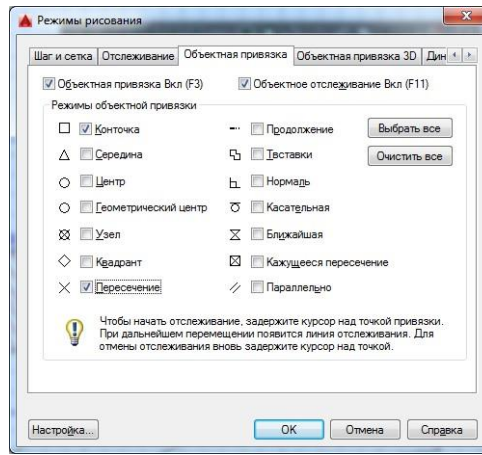 Режимы рисования
Шаг и сетка Отслеживание Объектная привязка Объектная привязка 3D Дин
Объектная привязка Вкл (F3) Объектное отслеживание Вкл (F11)
Режимы объектной привязки
Конточка Продолжение Выбрать все
Середина Твставки Очистить все
Центр Нормаль
Геометрический центр Касательная
Узел Ближайшая
Квадрант Кажущееся пересечение
Пересечение Параллельно
Чтобы начать отслеживание, задержите курсор над точкой привязки.
При дальнейшем перемещении появится линия отслеживания. Для
отмены отслеживания вновь задержите курсор над точкой.
Настройка... OK Отмена Справка